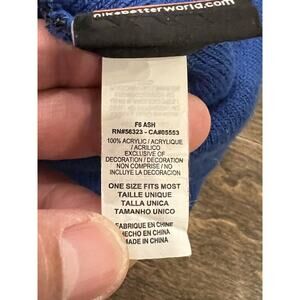 nikebetterworld.com
F6 ASH
RN#56323 - CA#05553
100% ACRYLIC / ACRYLIQUE
/ ACRILICO
EXCLUSIVE OF
DECORATION / DECORATION
NON COMPRISE / NO
INCLUYE LA DECORACION
ONE SIZE FITS MOST
TAILLE UNIQUE
TALLA UNICA
TAMANHO UNICO
FABRIQUE EN CHINE
HECHO EN CHINA
MADE IN CHINA